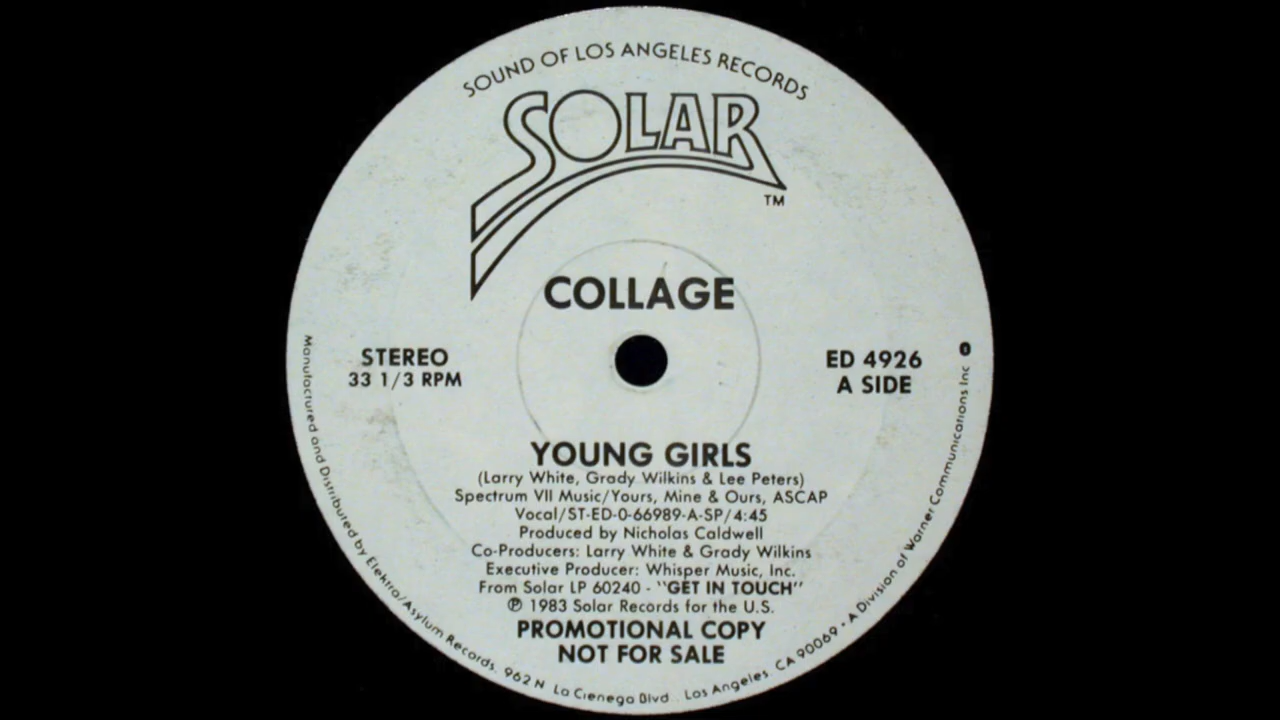 SOUND OF LOS ANGELES RECORDS
SOLAR
TM
COLLAGE
STEREO
33 1/3 RPM
ED 4926
A SIDE
0
YOUNG GIRLS
(Larry White, Grady Wilkins & Lee Peters)
Spectrum VII Music/Yours, Mine & Ours, ASCAP
Vocal/ST-ED-0-66989-A-SP/4:45
Produced by Nicholas Caldwell
Co-Producers: Larry White & Grady Wilkins
Executive Producer: Whisper Music, Inc.
From Solar LP 60240 - "GET IN TOUCH"
℗ 1983 Solar Records for the U.S.
PROMOTIONAL COPY
NOT FOR SALE
Manufactured and Distributed by Elektra/Asylum Records. 962 N. La Cienega Blvd.. Los Angeles. CA 90069 • A Division of Warner Communications Inc